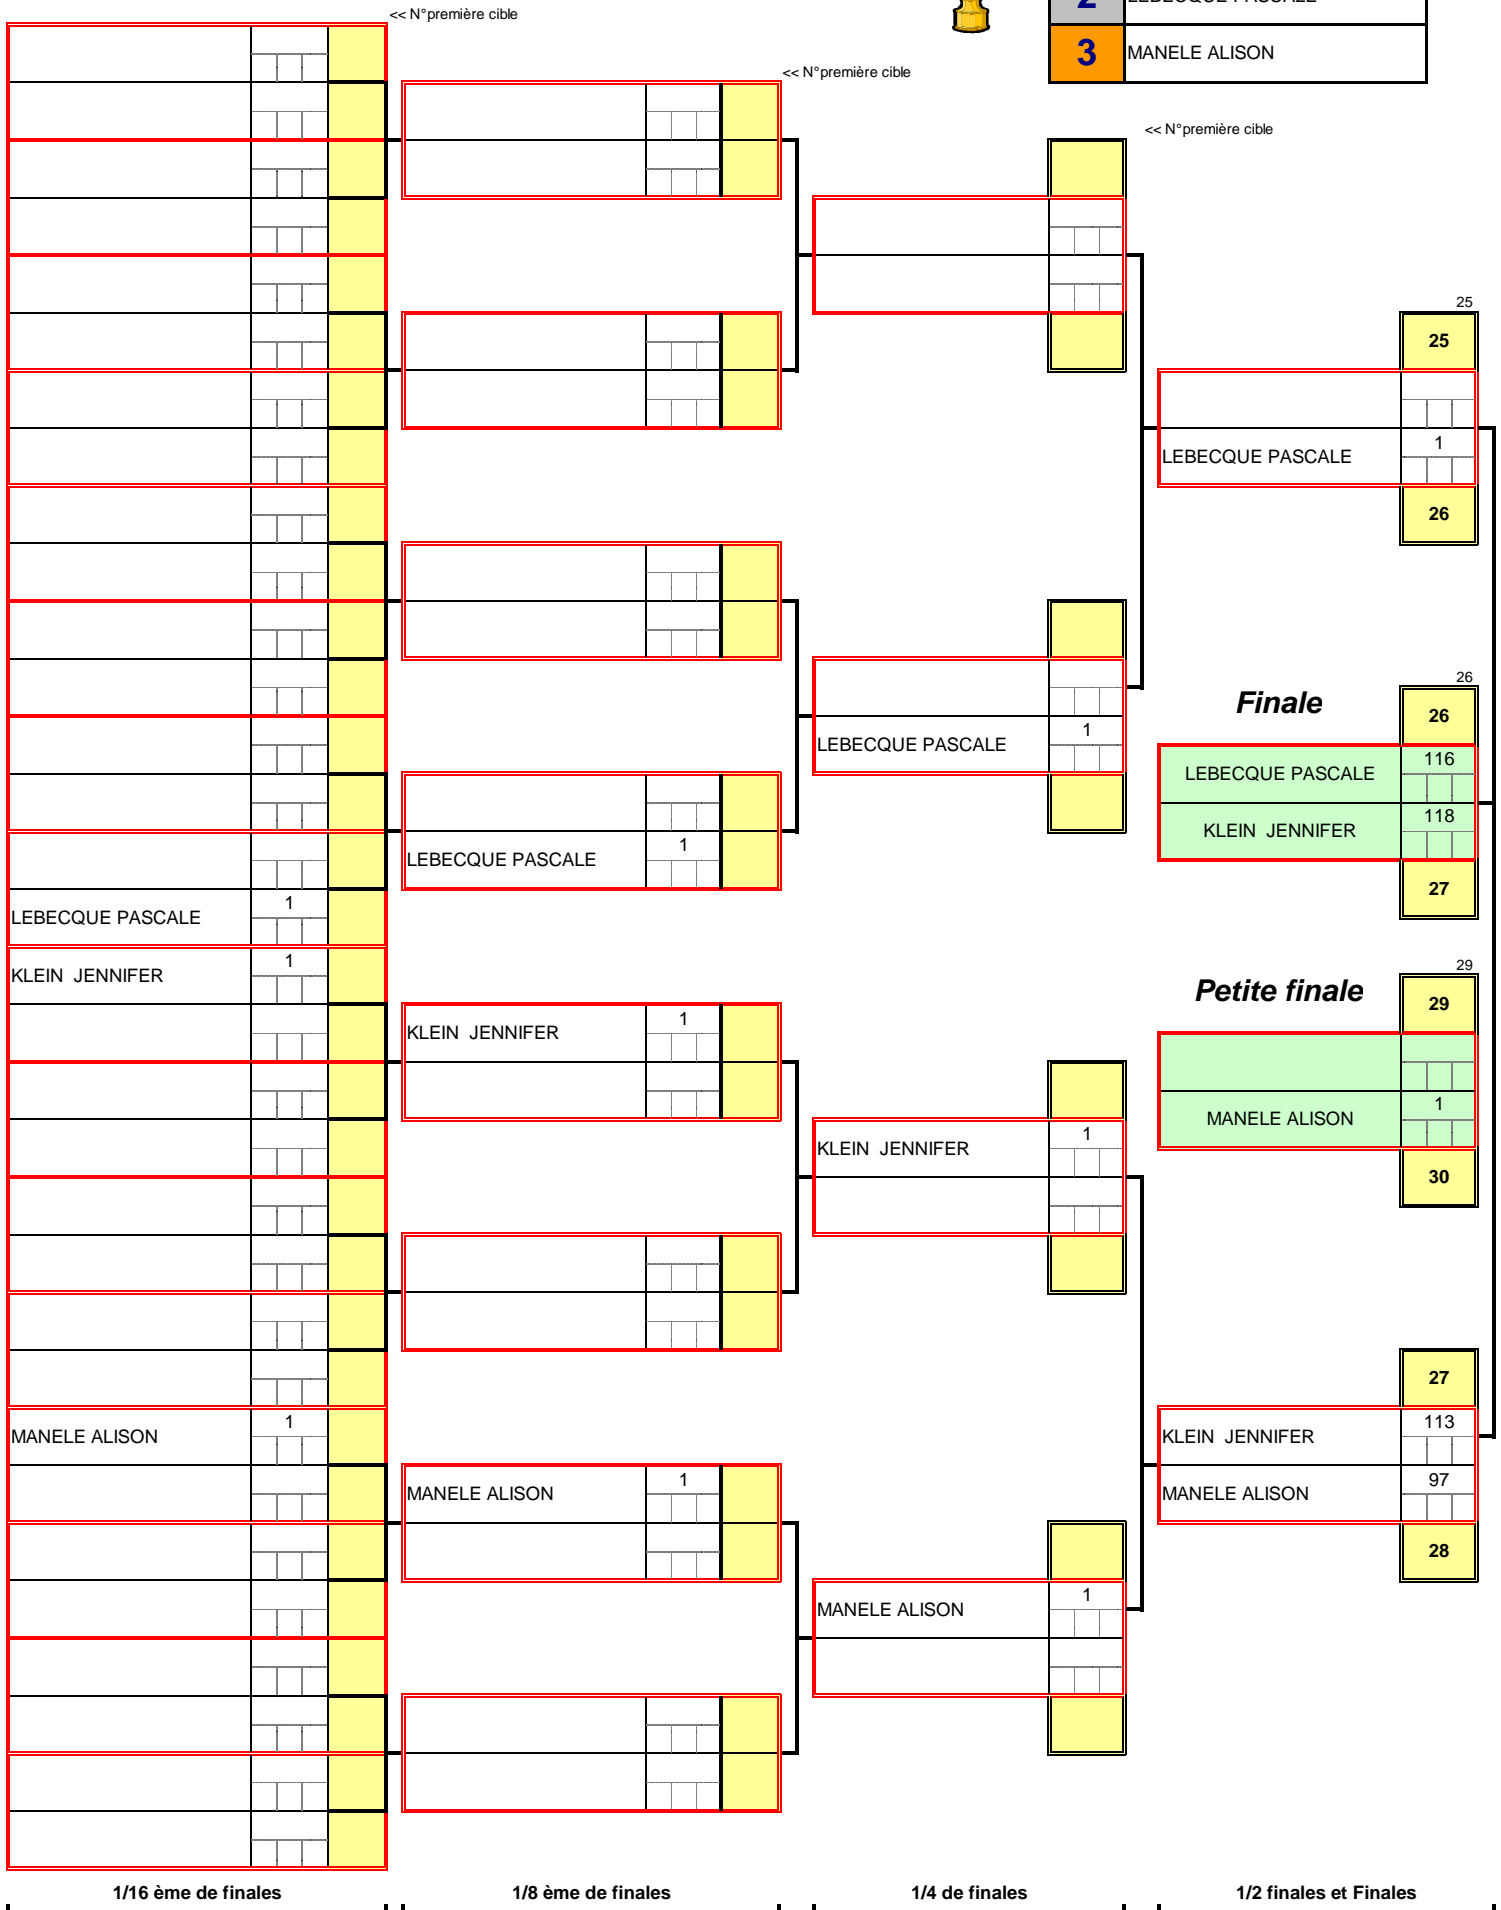 << N°première cible
2 LEBECQUE PASCALE
3 MANELE ALISON
<< N°première cible
<< N°première cible
25
25
LEBECQUE PASCALE 1
26
26
Finale
26
LEBECQUE PASCALE 1
LEBECQUE PASCALE 116
KLEIN JENNIFER 118
LEBECQUE PASCALE 1
27
LEBECQUE PASCALE 1
KLEIN JENNIFER 1
29
Petite finale
29
KLEIN JENNIFER 1
MANELE ALISON 1
KLEIN JENNIFER 1
30
27
MANELE ALISON 1
KLEIN JENNIFER 113
MANELE ALISON 1
MANELE ALISON 97
28
MANELE ALISON 1
1/16 ème de finales
1/8 ème de finales
1/4 de finales
1/2 finales et Finales